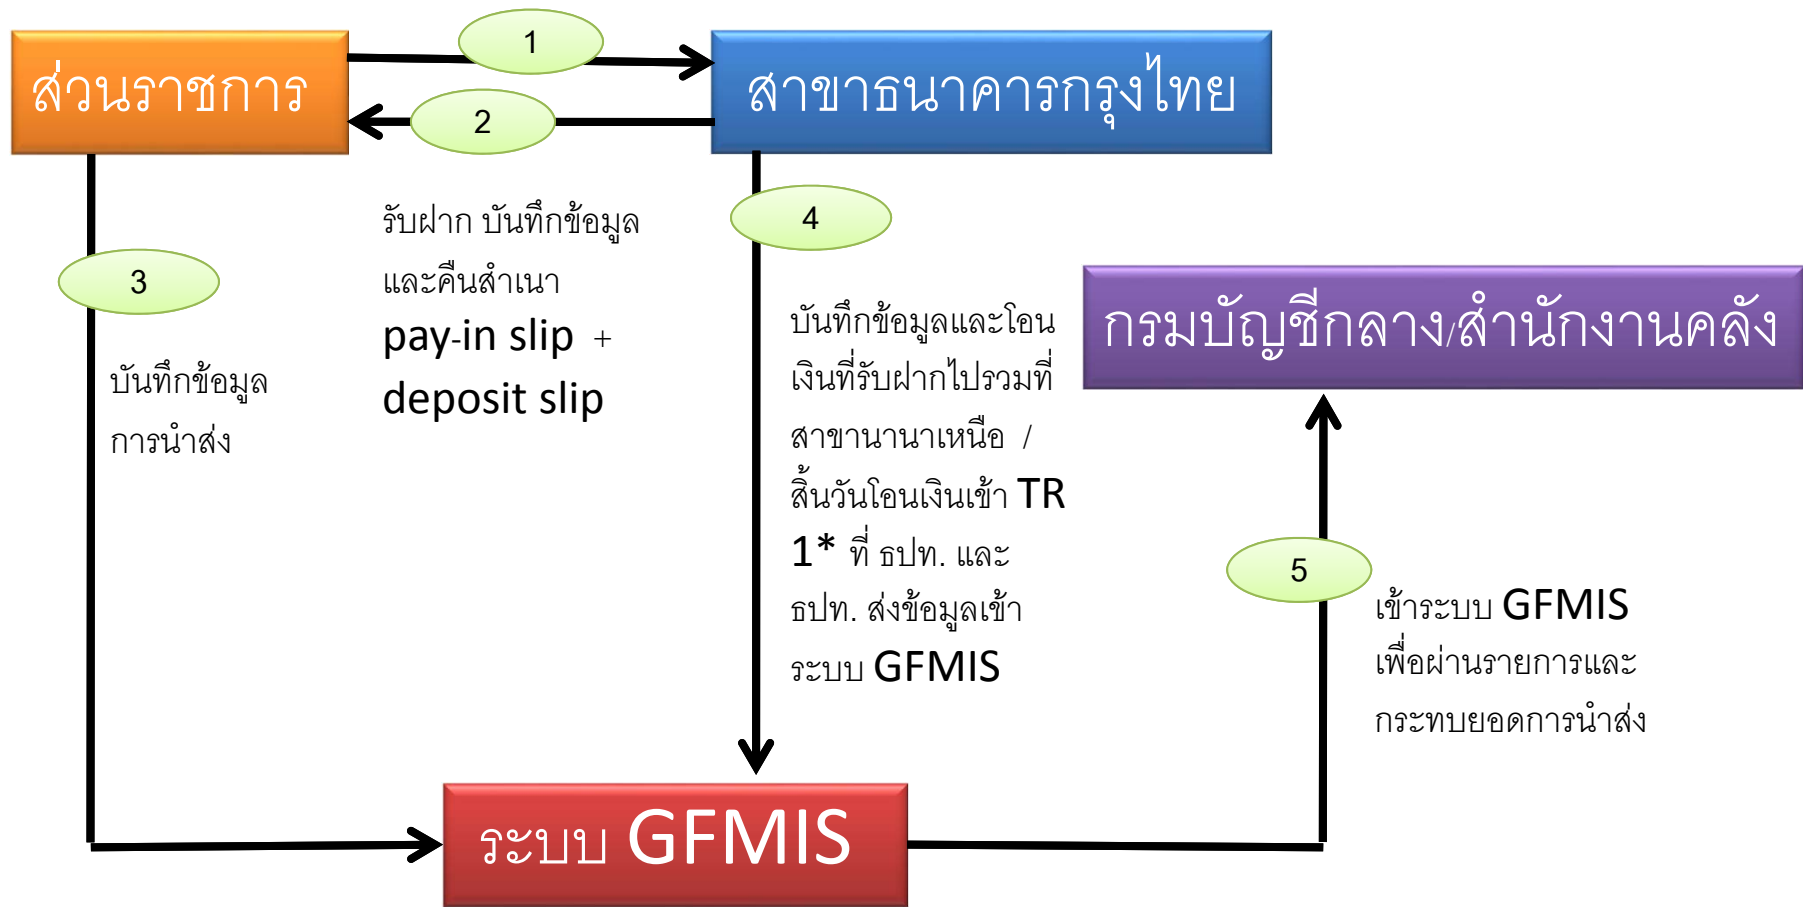 ส่วนราชการ
1
สาขาธนาคารกรุงไทย
2
3
บันทึกข้อมูล
การนำส่ง
รับฝาก บันทึกข้อมูล
และคืนสำเนา
pay-in slip +
deposit slip
4
บันทึกข้อมูลและโอน
เงินที่รับฝากไปรวมที่
สาขานานาเหนือ /
สิ้นวันโอนเงินเข้า TR
1* ที่ ธปท. และ
ธปท. ส่งข้อมูลเข้า
ระบบ GFMIS
กรมบัญชีกลาง/สำนักงานคลัง
5
เข้าระบบ GFMIS
เพื่อผ่านรายการและ
กระทบยอดการนำส่ง
ระบบ GFMIS